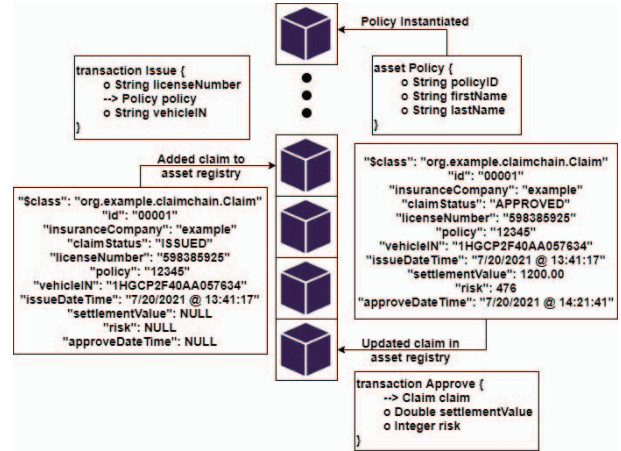 Policy Instantiated
transaction Issue {
o String licenseNumber
--> Policy policy
o String vehicleIN
}
asset Policy {
o String policyID
o String firstName
o String lastName
}
Added claim to
asset registry
"$class": "org.example.claimchain.Claim"
"id": "00001"
"insuranceCompany": "example"
"claimStatus": "ISSUED"
"licenseNumber": "598385925"
"policy": "12345"
"vehicleIN": "1HGCP2F40AA057634"
"issueDateTime": "7/20/2021 @ 13:41:17"
"settlementValue": NULL
"risk": NULL
"approveDateTime": NULL
"$class": "org.example.claimchain.Claim"
"id": "00001"
"insuranceCompany": "example"
"claimStatus": "APPROVED"
"licenseNumber": "598385925"
"policy": "12345"
"vehicleIN": "1HGCP2F40AA057634"
"issueDateTime": "7/20/2021 @ 13:41:17"
"settlementValue": 1200.00
"risk": 476
"approveDateTime": "7/20/2021 @ 14:21:41"
Updated claim in
asset registry
transaction Approve {
--> Claim claim
o Double settlementValue
o Integer risk
}